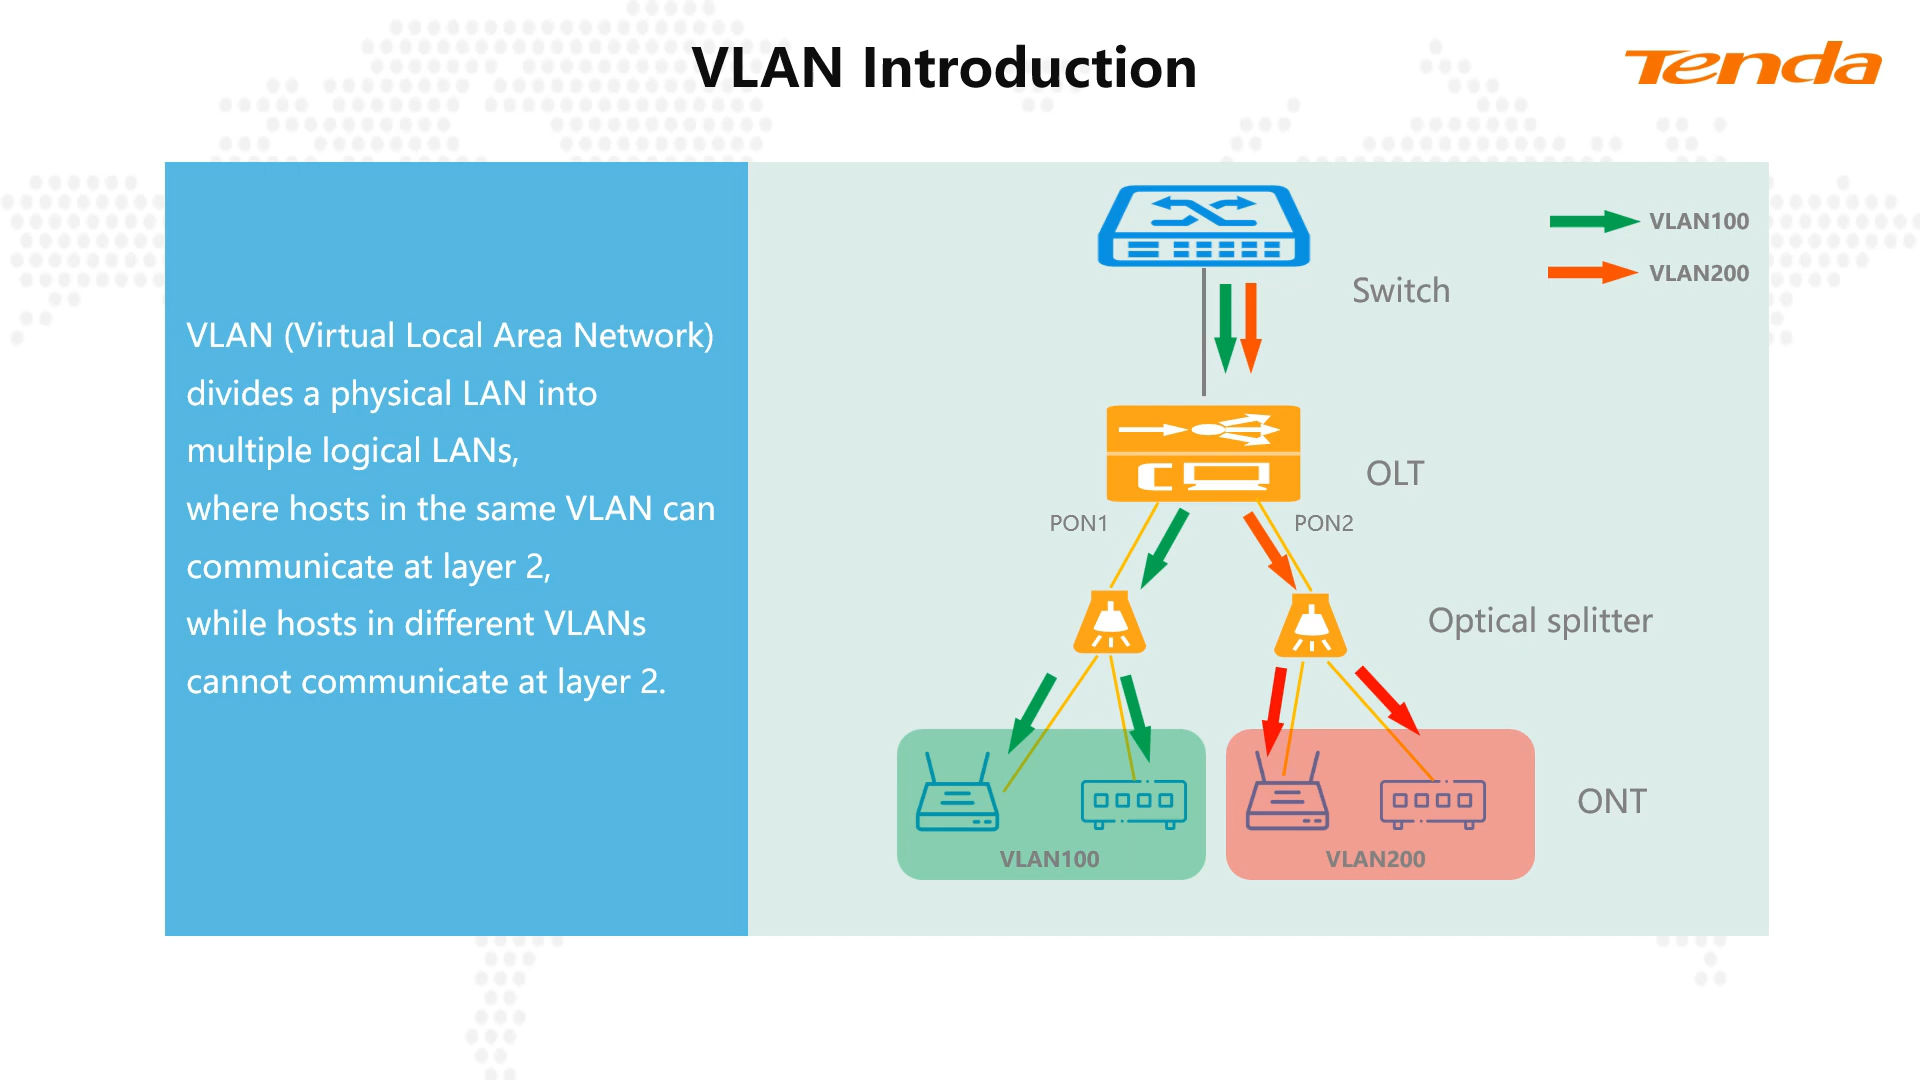 VLAN Introduction
Tenda
VLAN (Virtual Local Area Network)
divides a physical LAN into
multiple logical LANs,
where hosts in the same VLAN can
communicate at layer 2,
while hosts in different VLANs
cannot communicate at layer 2.
VLAN100
VLAN200
Switch
OLT
PON1
PON2
Optical splitter
ONT
VLAN100
VLAN200